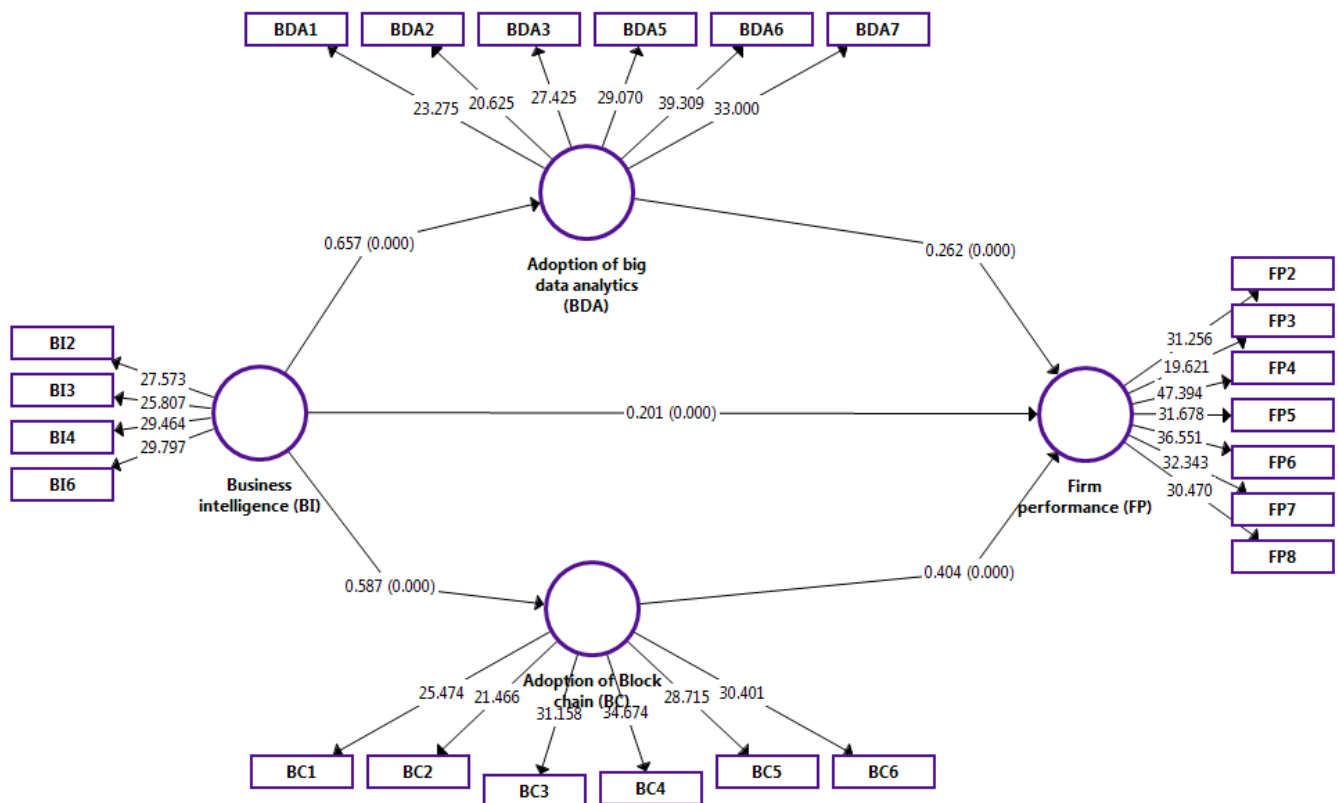 BDA1 BDA2 BDA3 BDA5 BDA6 BDA7
23.275 20.625 27.425 29.070 39.309 33.000
0.657 (0.000)
0.262 (0.000)
Adoption of big
data analytics
(BDA)
FP2
FP3
FP4
FP5
FP6
FP7
FP8
31.256
19.621
47.394
31.678
36.551
32.343
30.470
BI2
BI3
BI4
BI6
27.573
25.807
29.464
29.797
0.201 (0.000)
Business
intelligence (BI)
Firm
performance (FP)
0.587 (0.000)
0.404 (0.000)
Adoption of Block
chain (BC)
25.474 21.466 31.158 34.674 28.715 30.401
BC1 BC2 BC3 BC4 BC5 BC6